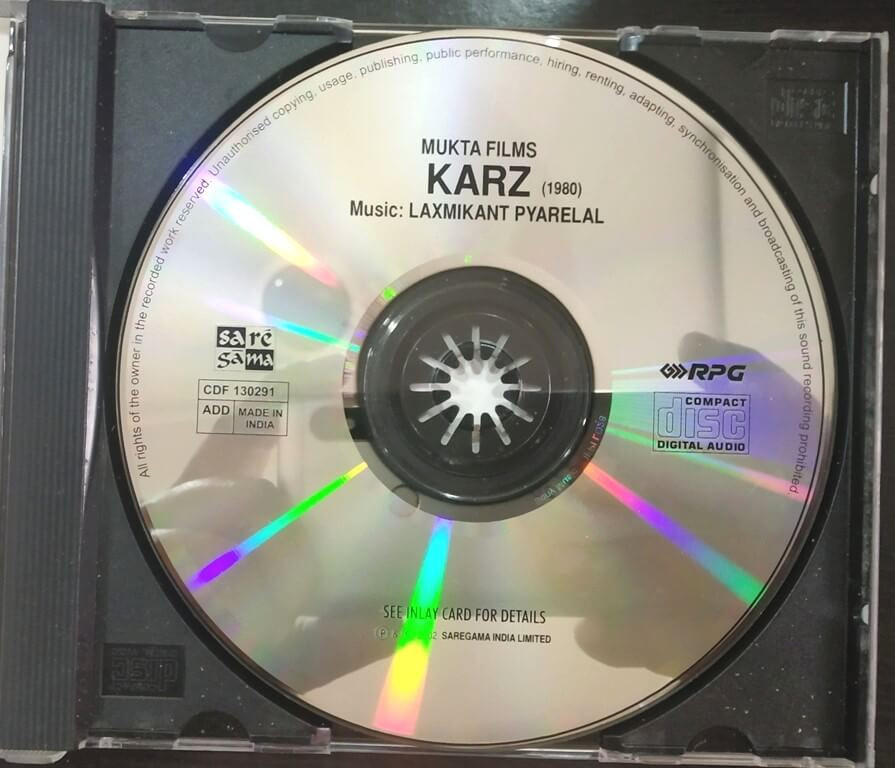 All rights of the owner in the recorded work reserved. Unauthorised copying, usage, publishing, public performance, hiring, renting, adapting, synchronisation and broadcasting of this sound recording prohibited.
MUKTA FILMS
KARZ (1980)
Music: LAXMIKANT PYARELAL
sa rē
gă ma
CDF 130291
ADD MADE IN
INDIA
RPG
COMPACT
disc
DIGITAL AUDIO
SEE INLAY CARD FOR DETAILS
SAREGAMA INDIA LIMITED